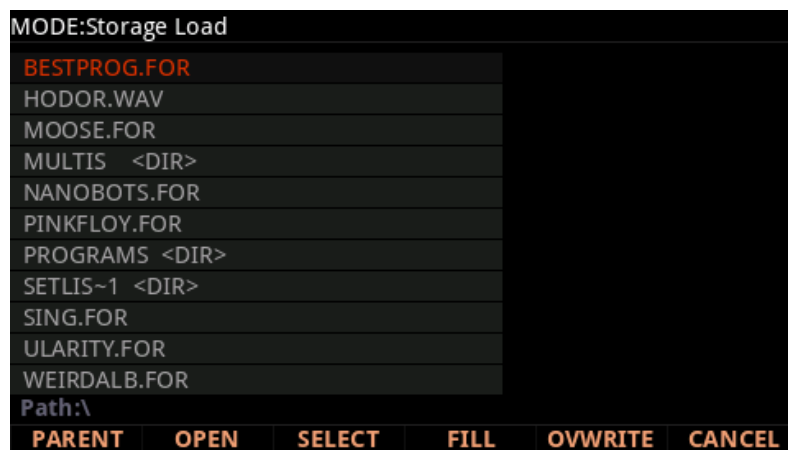 MODE:Storage Load
BESTPROG.FOR
HODOR.WAV
MOOSE.FOR
MULTIS <DIR>
NANOBOTS.FOR
PINKFLOY.FOR
PROGRAMS <DIR>
SETLIS~1 <DIR>
SING.FOR
ULARITY.FOR
WEIRDALB.FOR
Path:\
PARENT OPEN SELECT FILL OVWRITE CANCEL